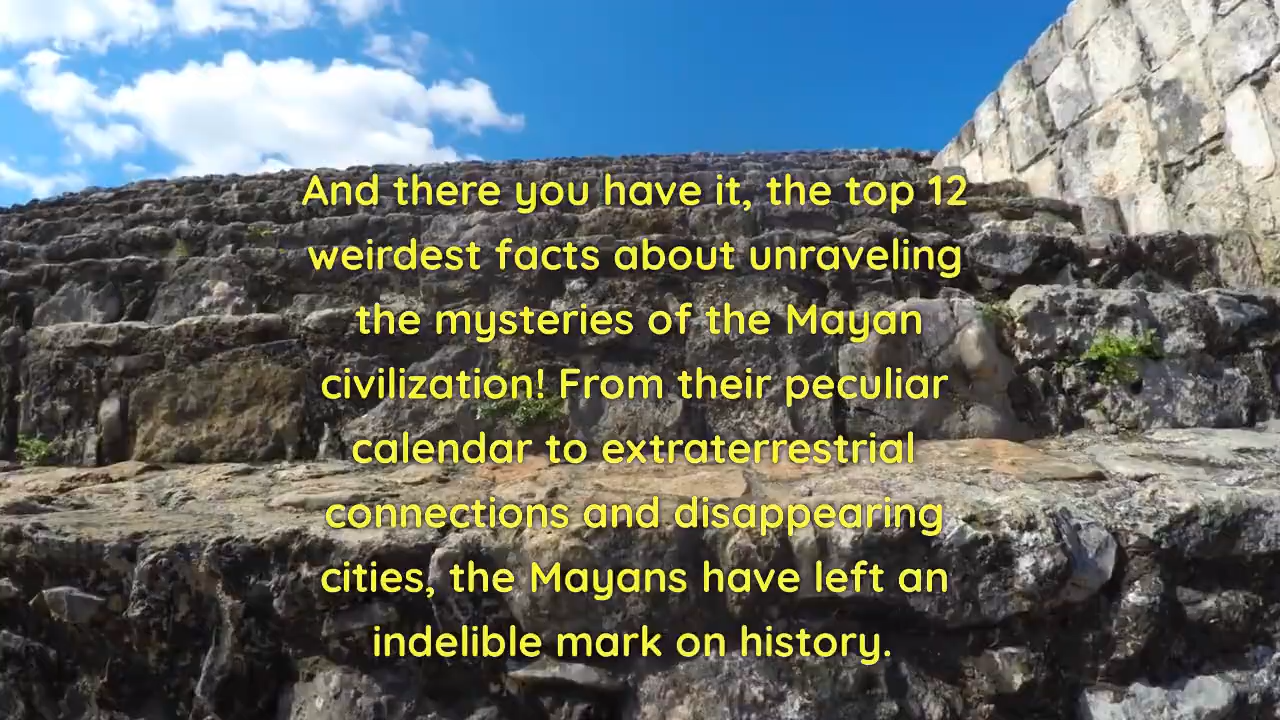 And there you have it, the top 12
weirdest facts about unraveling
the mysteries of the Mayan
civilization! From their peculiar
calendar to extraterrestrial
connections and disappearing
cities, the Mayans have left an
indelible mark on history.